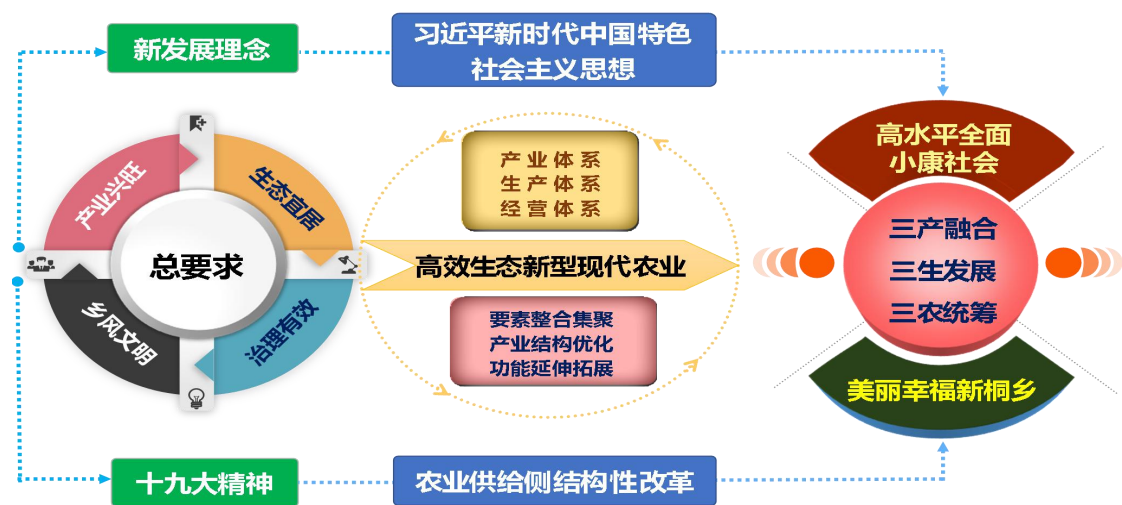 新发展理念
习近平新时代中国特色
社会主义思想
产业兴旺
生态宜居
总要求
乡风文明
治理有效
产业体系
生产体系
经营体系
高效生态新型现代农业
要素整合集聚
产业结构优化
功能延伸拓展
高水平全面
小康社会
三产融合
三生发展
三农统筹
美丽幸福新桐乡
十九大精神
农业供给侧结构性改革